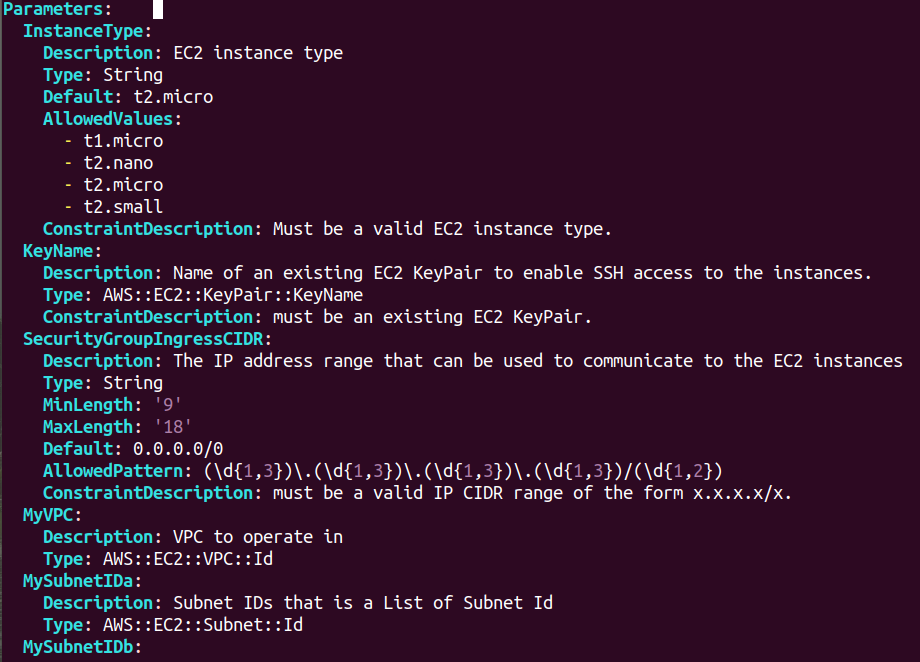 Parameters:
  InstanceType:
    Description: EC2 instance type
    Type: String
    Default: t2.micro
    AllowedValues:
      - t1.micro
      - t2.nano
      - t2.micro
      - t2.small
    ConstraintDescription: Must be a valid EC2 instance type.
  KeyName:
    Description: Name of an existing EC2 KeyPair to enable SSH access to the instances.
    Type: AWS::EC2::KeyPair::KeyName
    ConstraintDescription: must be an existing EC2 KeyPair.
  SecurityGroupIngressCIDR:
    Description: The IP address range that can be used to communicate to the EC2 instances
    Type: String
    MinLength: '9'
    MaxLength: '18'
    Default: 0.0.0.0/0
    AllowedPattern: (\d{1,3})\.(\d{1,3})\.(\d{1,3})\.(\d{1,3})/(\d{1,2})
    ConstraintDescription: must be a valid IP CIDR range of the form x.x.x.x/x.
  MyVPC:
    Description: VPC to operate in
    Type: AWS::EC2::VPC::Id
  MySubnetIDa:
    Description: Subnet IDs that is a List of Subnet Id
    Type: AWS::EC2::Subnet::Id
  MySubnetIDb: